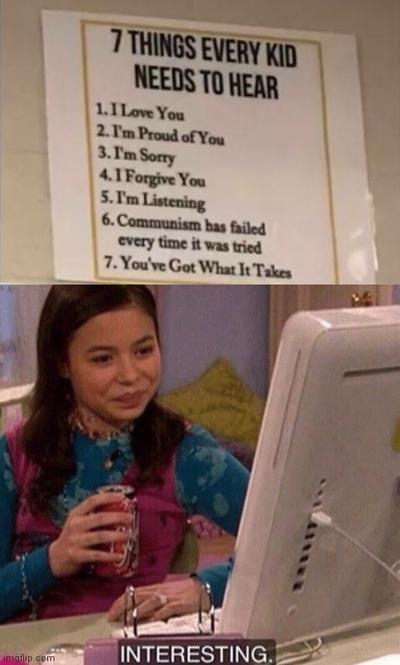 7 THINGS EVERY KID
NEEDS TO HEAR
1. I Love You
2. I'm Proud of You
3. I'm Sorry
4. I Forgive You
5. I'm Listening
6. Communism has failed
every time it was tried
7. You've Got What It Takes
INTERESTING.
imgflip.com